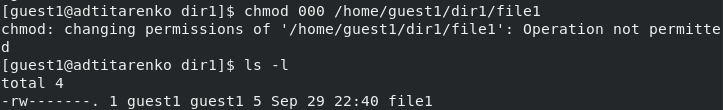 [guest1@adtitarenko dir1]$ chmod 000 /home/guest1/dir1/file1
chmod: changing permissions of '/home/guest1/dir1/file1': Operation not permitte
d
[guest1@adtitarenko dir1]$ ls -l
total 4
-rw-------. 1 guest1 guest1 5 Sep 29 22:40 file1